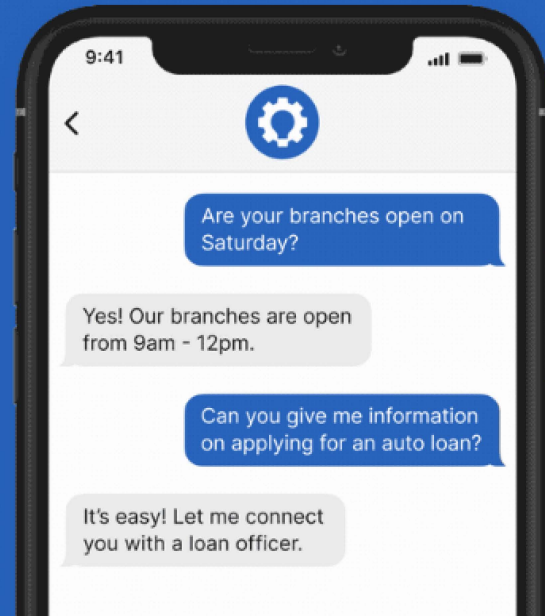 9:41
Are your branches open on
Saturday?
Yes! Our branches are open
from 9am - 12pm.
Can you give me information
on applying for an auto loan?
It's easy! Let me connect
you with a loan officer.